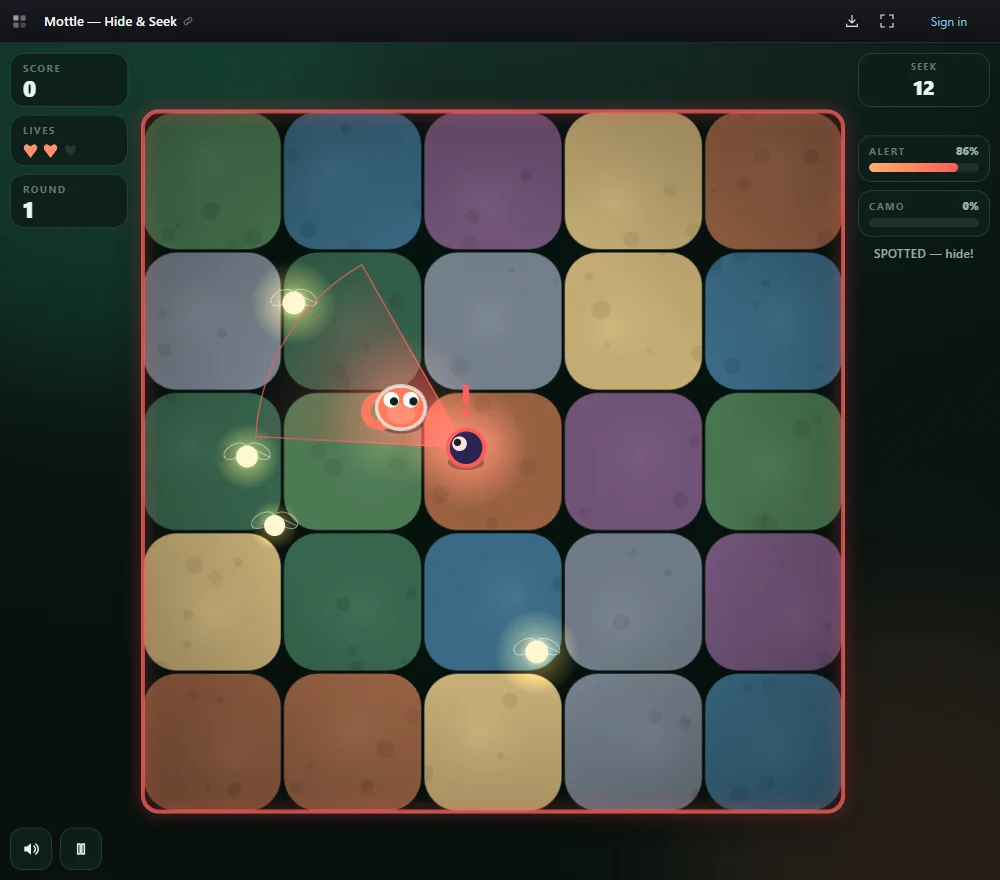 Mottle — Hide & Seek
Sign in
SCORE
0
LIVES
ROUND
1
SEEK
12
ALERT 86%
CAMO 0%
SPOTTED — hide!